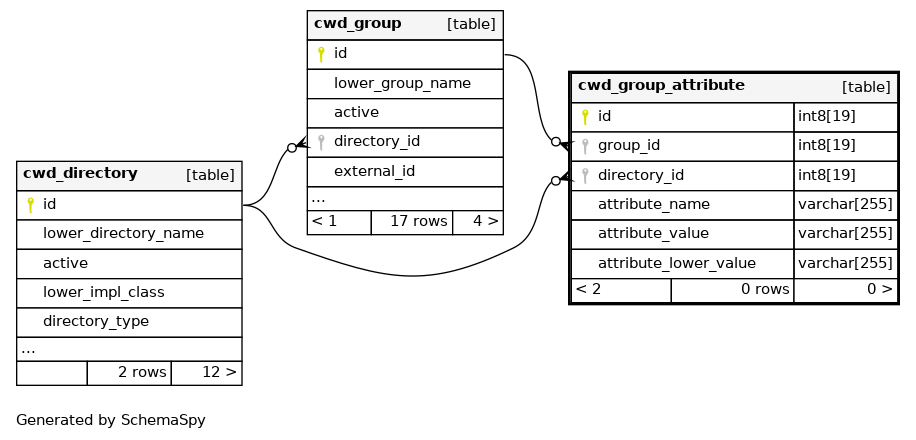 cwd_group [table]
id
lower_group_name
active
directory_id
external_id
...
< 1 17 rows 4 >
cwd_group_attribute [table]
id int8[19]
group_id int8[19]
directory_id int8[19]
attribute_name varchar[255]
attribute_value varchar[255]
attribute_lower_value varchar[255]
< 2 0 rows 0 >
cwd_directory [table]
id
lower_directory_name
active
lower_impl_class
directory_type
...
2 rows 12 >
Generated by SchemaSpy